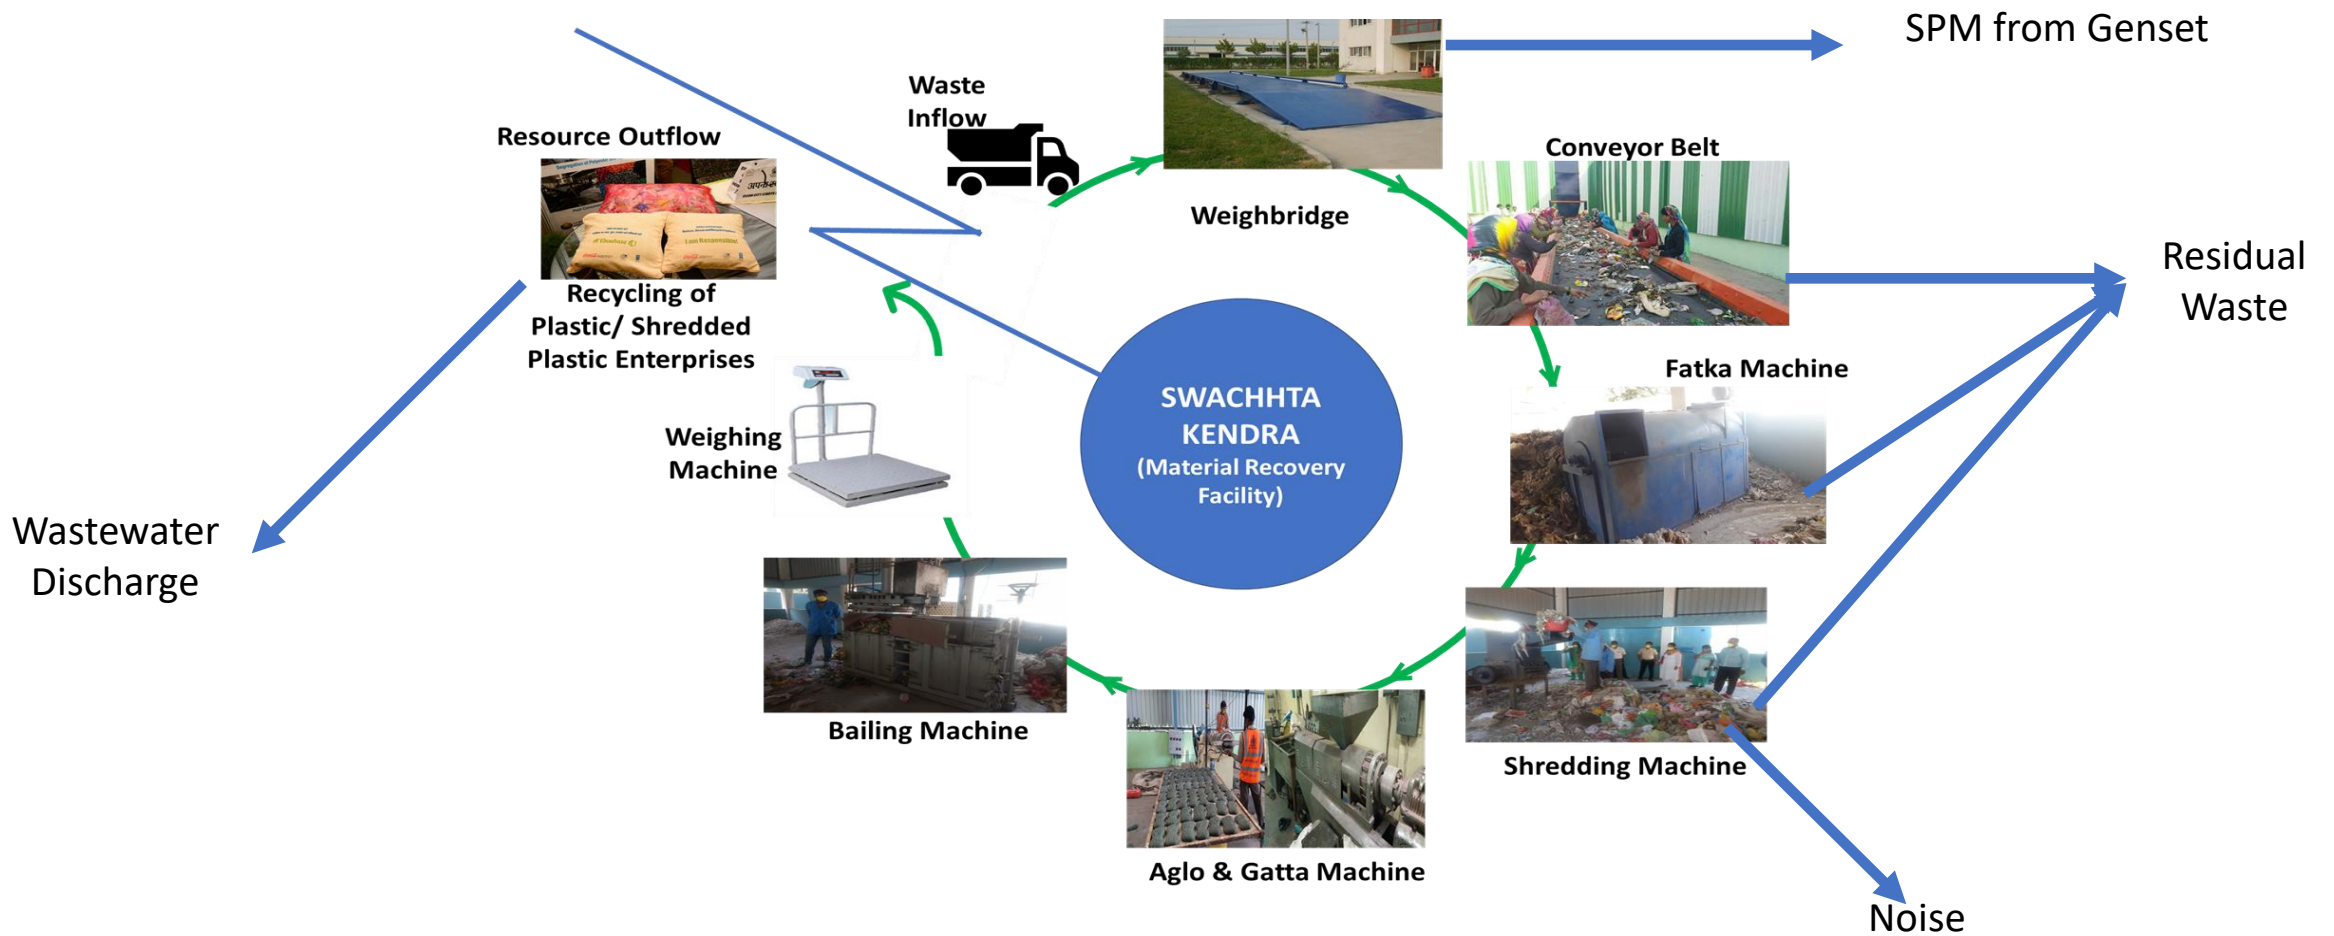 SPM from Genset
Waste
Inflow
Resource Outflow
Conveyor Belt
Weighbridge
Residual
Waste
Recycling of
Plastic/ Shredded
Plastic Enterprises
Fatka Machine
SWACHHTA
KENDRA
(Material Recovery
Facility)
Weighing
Machine
Wastewater
Discharge
Bailing Machine
Shredding Machine
Aglo & Gatta Machine
Noise